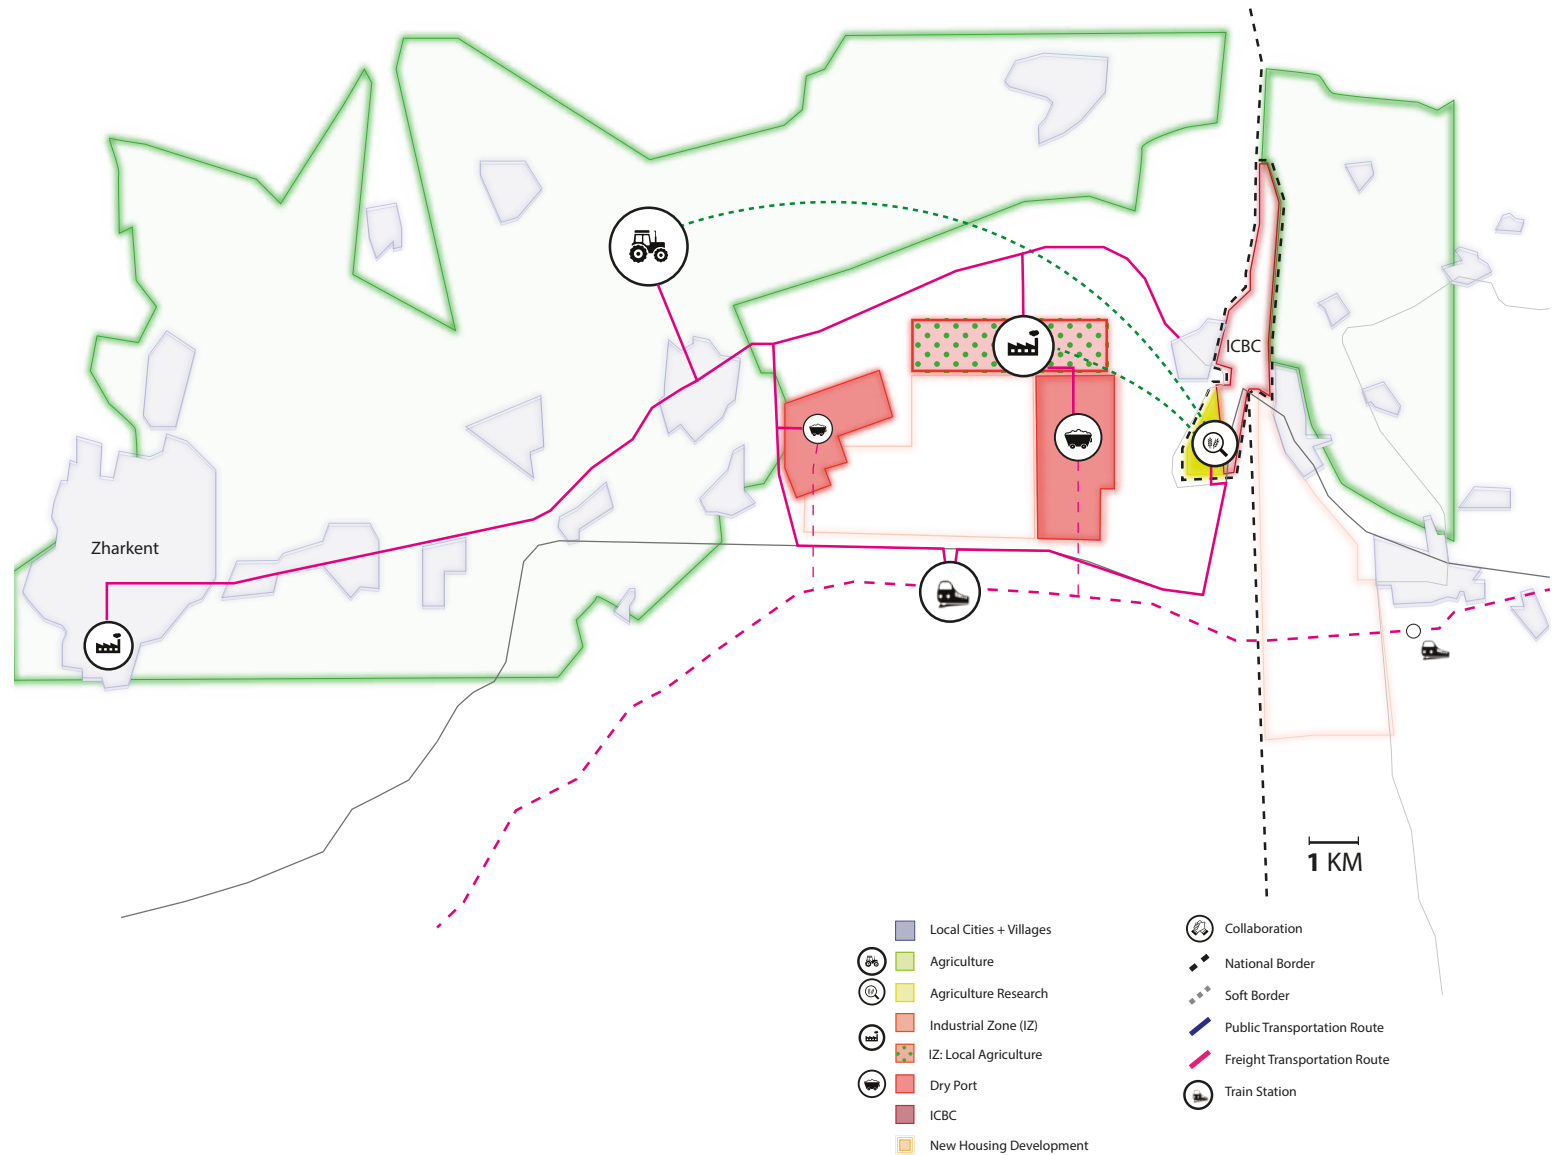 ICBC
Zharkent
1 KM
Local Cities + Villages
Agriculture
Agriculture Research
Industrial Zone (IZ)
IZ: Local Agriculture
Dry Port
ICBC
New Housing Development
Collaboration
National Border
Soft Border
Public Transportation Route
Freight Transportation Route
Train Station